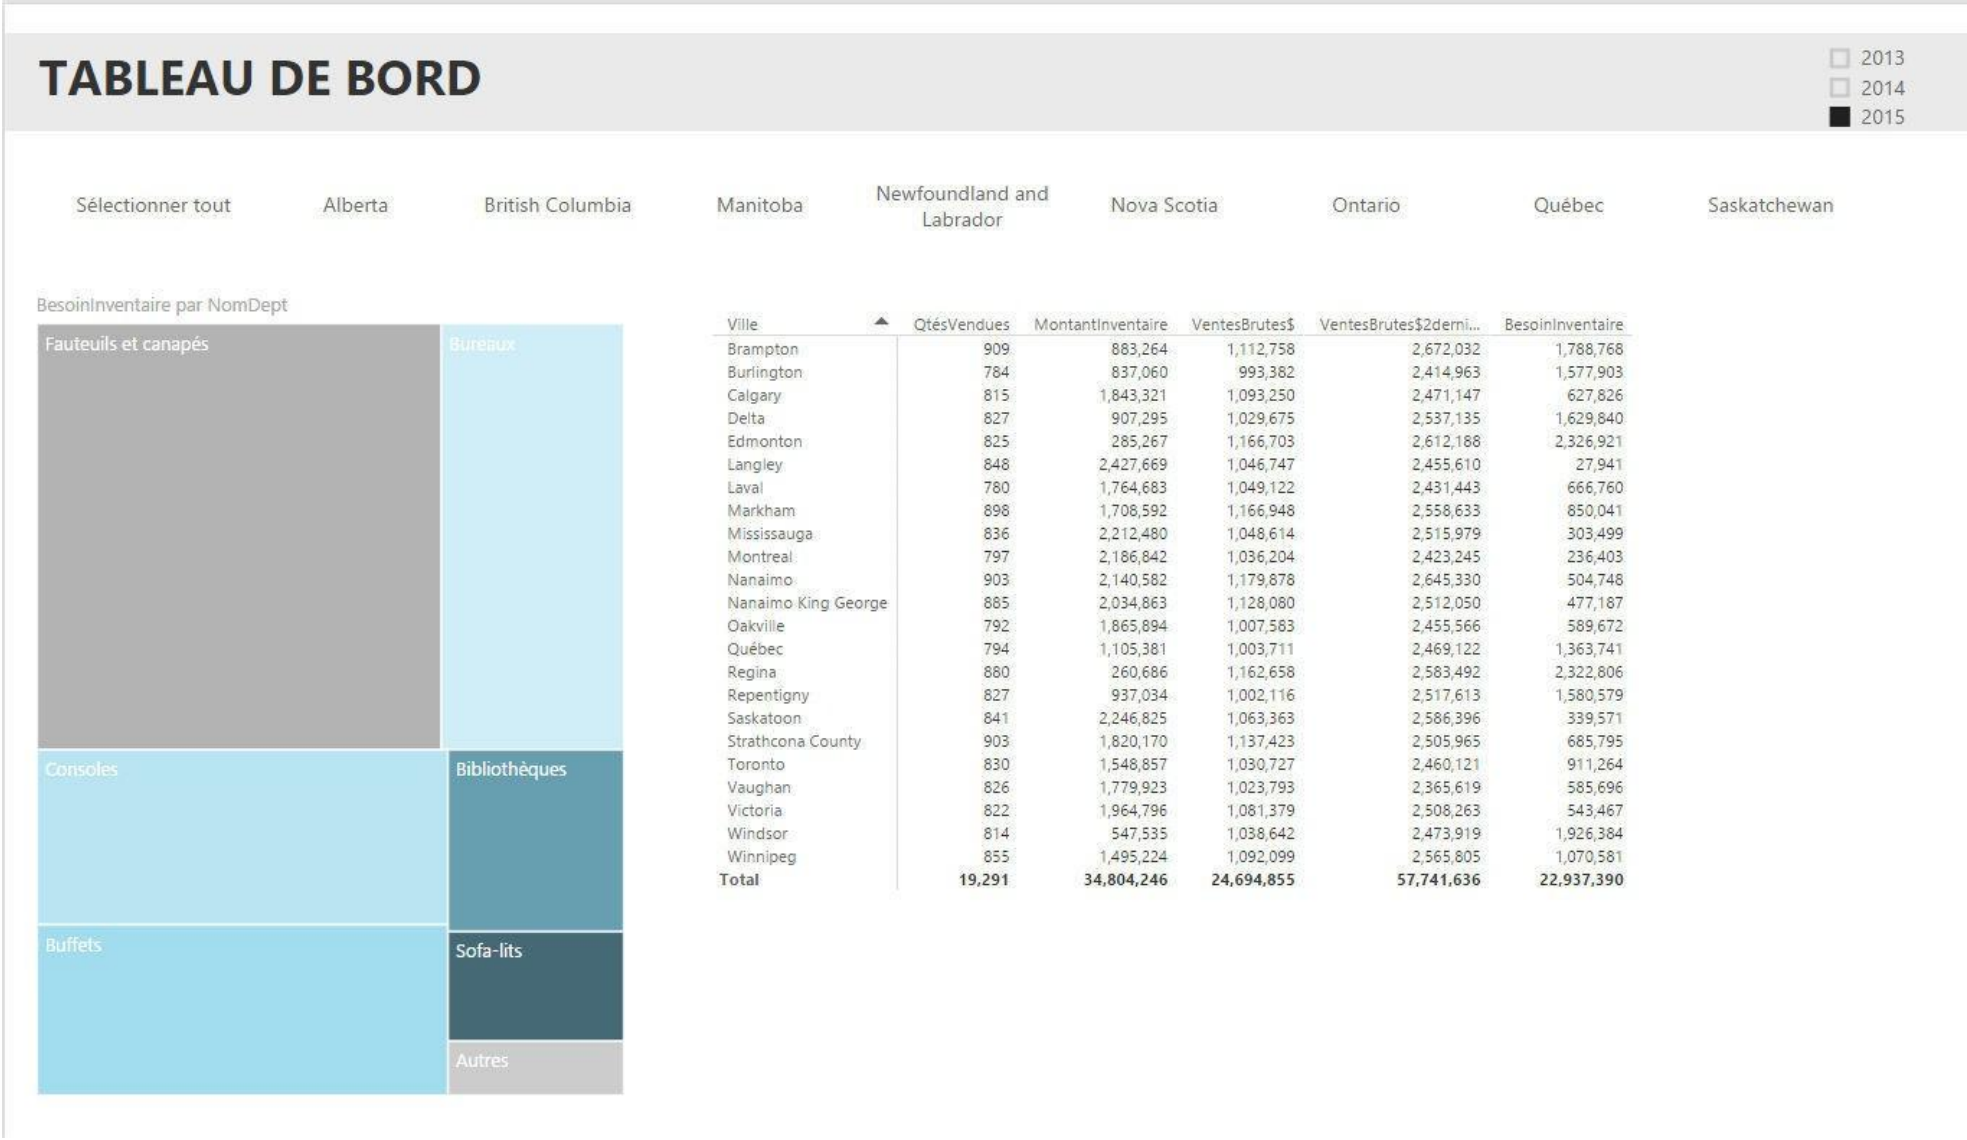 TABLEAU DE BORD
2013
2014
2015
Sélectionner tout
Alberta
British Columbia
Manitoba
Newfoundland and
Labrador
Nova Scotia
Ontario
Québec
Saskatchewan
BesoinInventaire par NomDept
Fauteuils et canapés
Bureaux
Consoles
Bibliothèques
Buffets
Sofa-lits
Autres
Ville QtésVendues MontantInventaire VentesBrutes$ VentesBrutes$2derni... BesoinInventaire
Brampton 909 883,264 1,112,758 2,672,032 1,788,768
Burlington 784 837,060 993,382 2,414,963 1,577,903
Calgary 815 1,843,321 1,093,250 2,471,147 627,826
Delta 827 907,295 1,029,675 2,537,135 1,629,840
Edmonton 825 285,267 1,166,703 2,612,188 2,326,921
Langley 848 2,427,669 1,046,747 2,455,610 27,941
Laval 780 1,764,683 1,049,122 2,431,443 666,760
Markham 898 1,708,592 1,166,948 2,558,633 850,041
Mississauga 836 2,212,480 1,048,614 2,515,979 303,499
Montreal 797 2,186,842 1,036,204 2,423,245 236,403
Nanaimo 903 2,140,582 1,179,878 2,645,330 504,748
Nanaimo King George 885 2,034,863 1,128,080 2,512,050 477,187
Oakville 792 1,865,894 1,007,583 2,455,566 589,672
Québec 794 1,105,381 1,003,711 2,469,122 1,363,741
Regina 880 260,686 1,162,658 2,583,492 2,322,806
Repentigny 827 937,034 1,002,116 2,517,613 1,580,579
Saskatoon 841 2,246,825 1,063,363 2,586,396 339,571
Strathcona County 903 1,820,170 1,137,423 2,505,965 685,795
Toronto 830 1,548,857 1,030,727 2,460,121 911,264
Vaughan 826 1,779,923 1,023,793 2,365,619 585,696
Victoria 822 1,964,796 1,081,379 2,508,263 543,467
Windsor 814 547,535 1,038,642 2,473,919 1,926,384
Winnipeg 855 1,495,224 1,092,099 2,565,805 1,070,581
Total 19,291 34,804,246 24,694,855 57,741,636 22,937,390